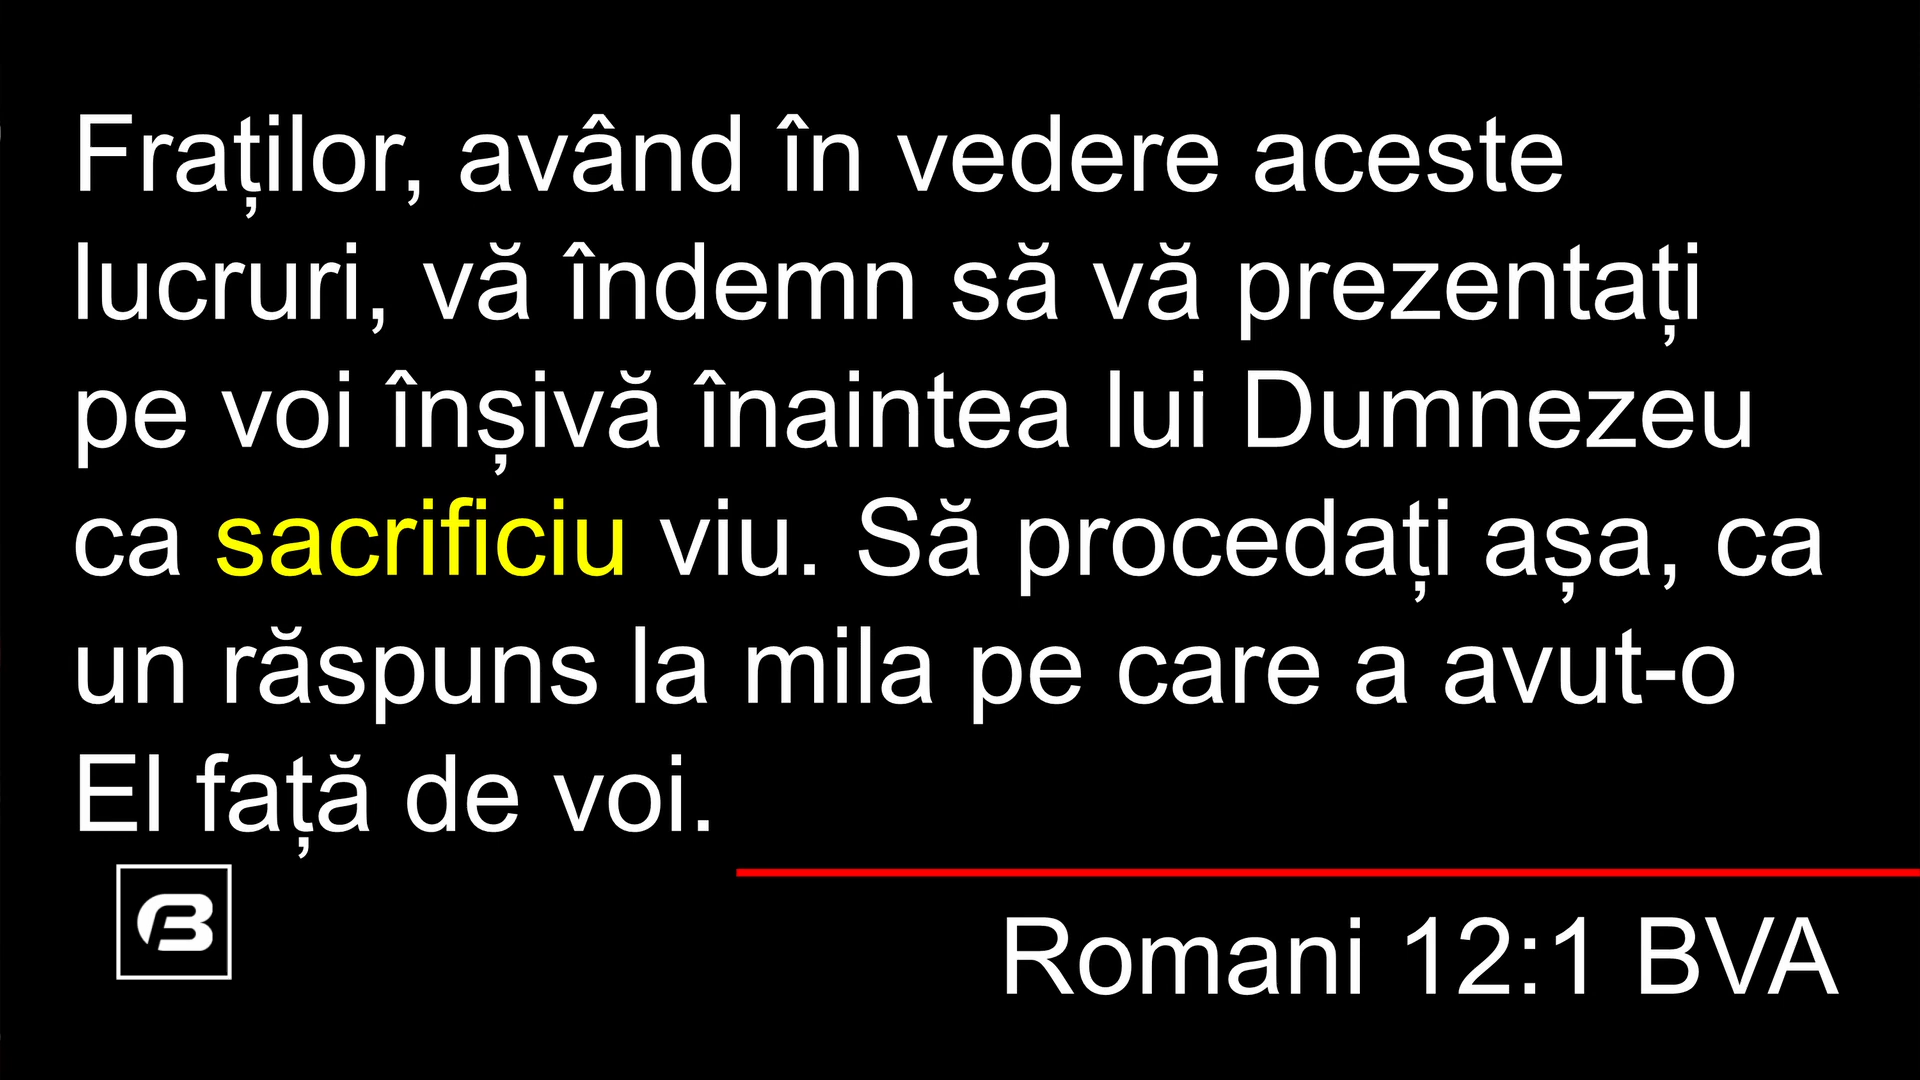 Fraților, având în vedere aceste
lucruri, vă îndemn să vă prezentați
pe voi înșivă înaintea lui Dumnezeu
ca sacrificiu viu. Să procedați așa, ca
un răspuns la mila pe care a avut-o
El față de voi.
B
Romani 12:1 BVA